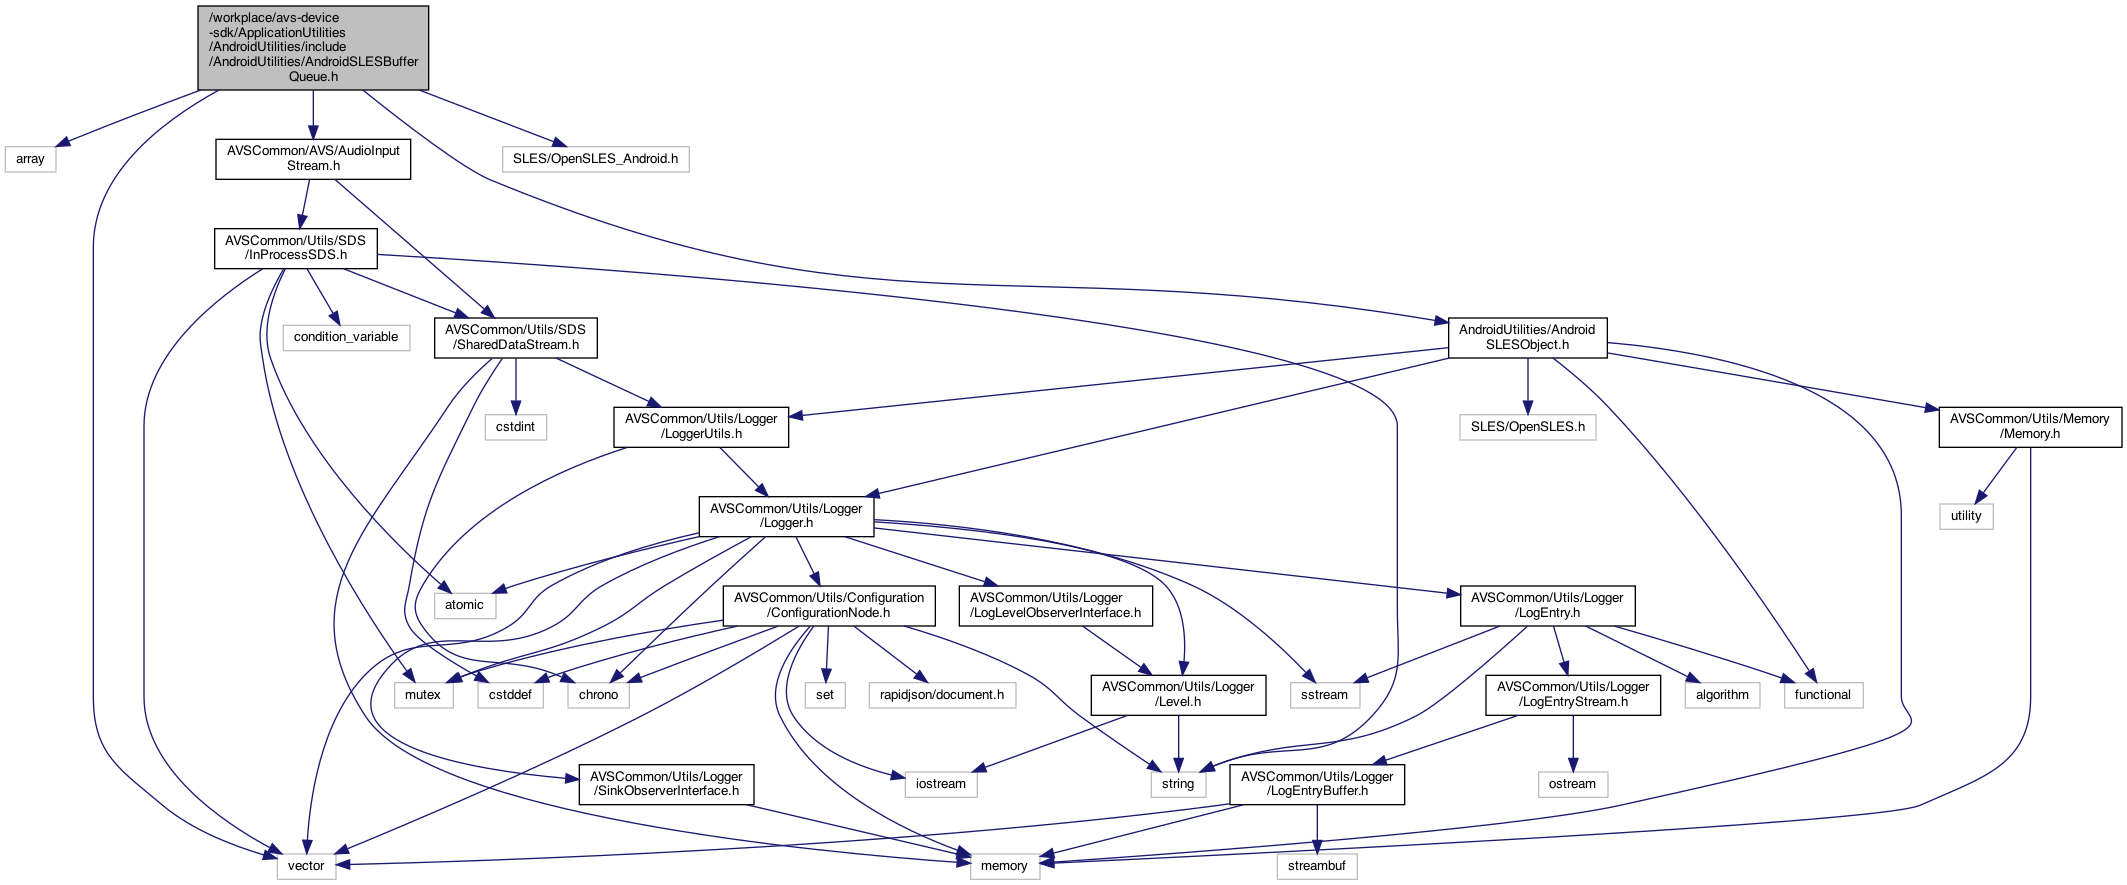 /workplace/avs-device
-sdk/ApplicationUtilities
/AndroidUtilities/include
/AndroidUtilities/AndroidSLESBuffer
Queue.h
array
AVSCommon/AVS/AudioInput
Stream.h
SLES/OpenSLES_Android.h
AVSCommon/Utils/SDS
/InProcessSDS.h
condition_variable
AVSCommon/Utils/SDS
/SharedDataStream.h
AndroidUtilities/Android
SLESObject.h
cstdint
AVSCommon/Utils/Logger
/LoggerUtils.h
SLES/OpenSLES.h
AVSCommon/Utils/Memory
/Memory.h
AVSCommon/Utils/Logger
/Logger.h
utility
atomic
AVSCommon/Utils/Configuration
/ConfigurationNode.h
AVSCommon/Utils/Logger
/LogLevelObserverInterface.h
AVSCommon/Utils/Logger
/LogEntry.h
mutex
cstddef
chrono
set
rapidjson/document.h
AVSCommon/Utils/Logger
/Level.h
sstream
AVSCommon/Utils/Logger
/LogEntryStream.h
algorithm
functional
AVSCommon/Utils/Logger
/SinkObserverInterface.h
iostream
string
AVSCommon/Utils/Logger
/LogEntryBuffer.h
ostream
vector
memory
streambuf